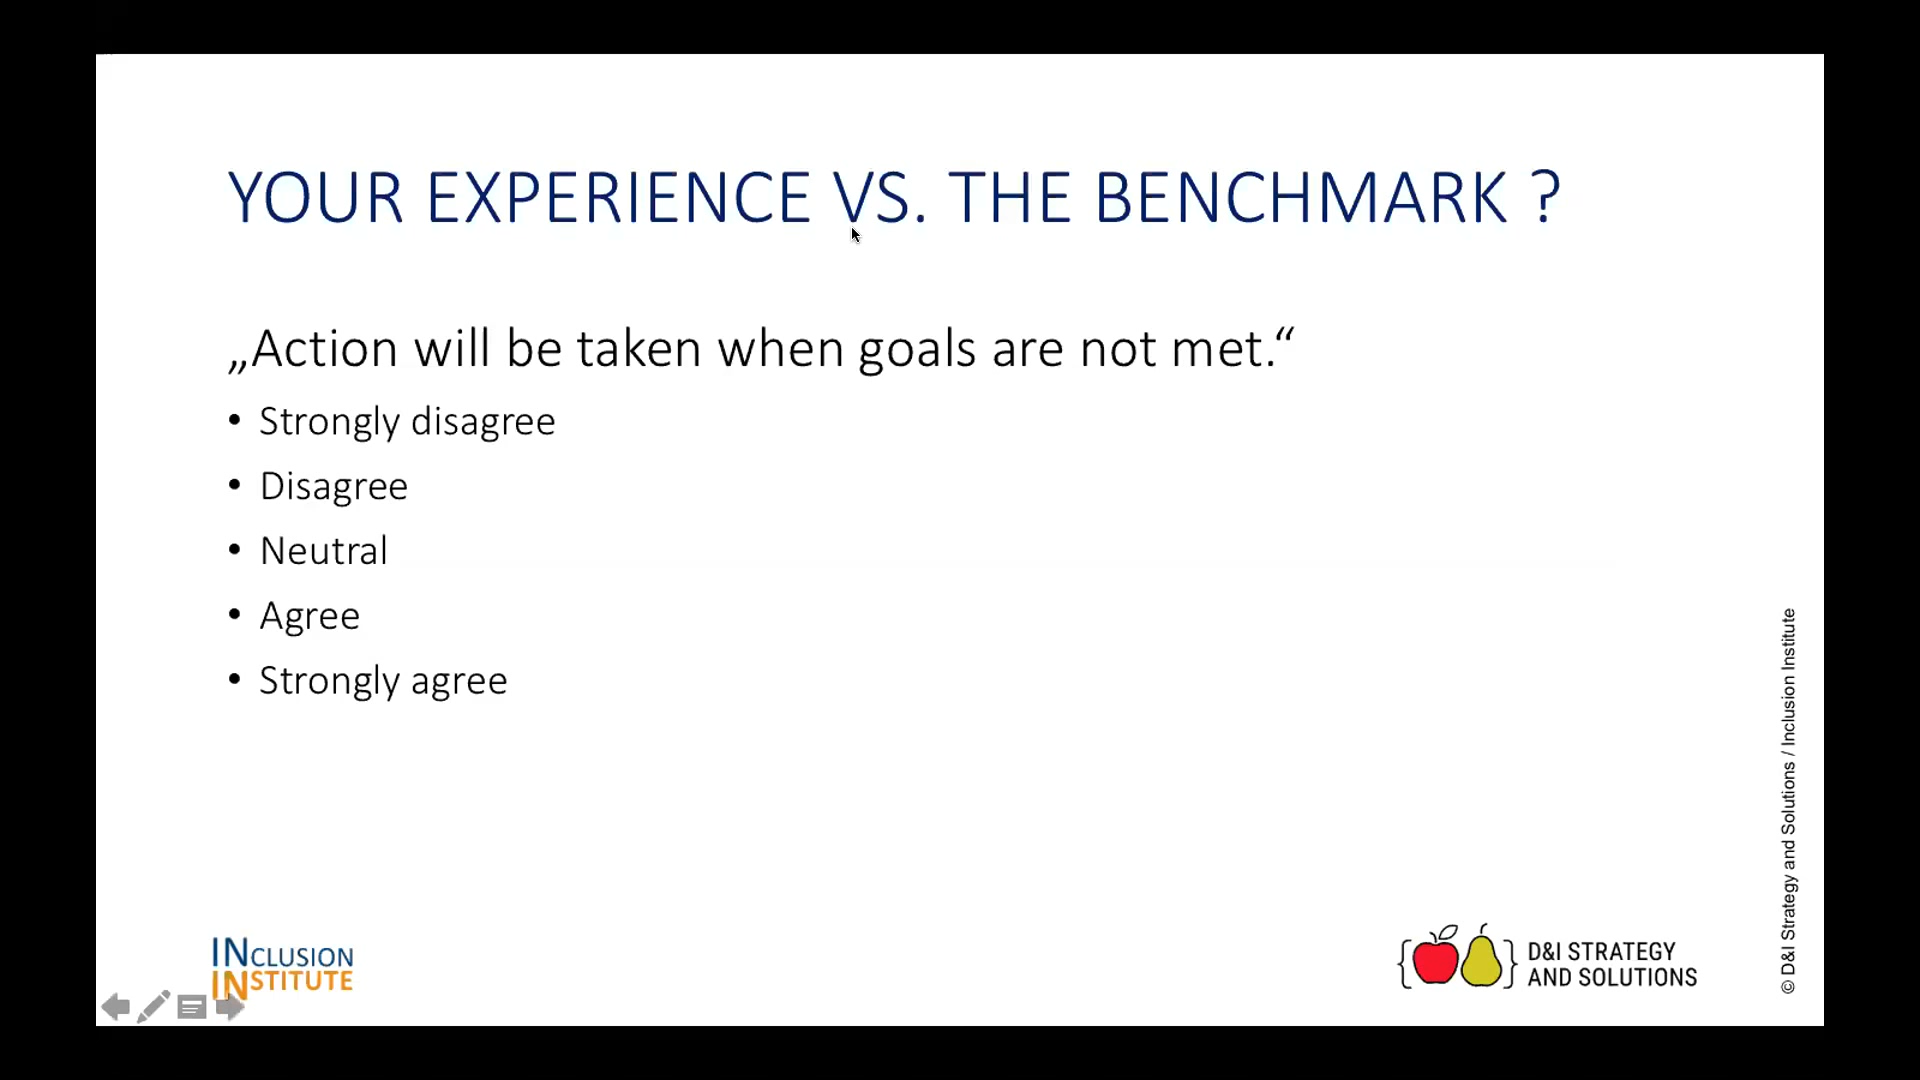 YOUR EXPERIENCE VS. THE BENCHMARK ?
„Action will be taken when goals are not met.“
• Strongly disagree
• Disagree
• Neutral
• Agree
• Strongly agree
INCLUSION
INSTITUTE
D&I STRATEGY
AND SOLUTIONS
© D&I Strategy and Solutions / Inclusion Institute